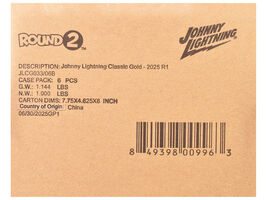 ROUND 2™
JOHNNY LIGHTNING
DESCRIPTION: Johnny Lightning Classic Gold - 2025 R1
JLCG033/06B
CASE PACK: 6 PCS
G.W.: 1.144 LBS
N.W.: 1.000 LBS
CARTON DIMS: 7.75X4.625X6 INCH
Country of Origin : China
06/30/2025GP1
8 49398 00996 3